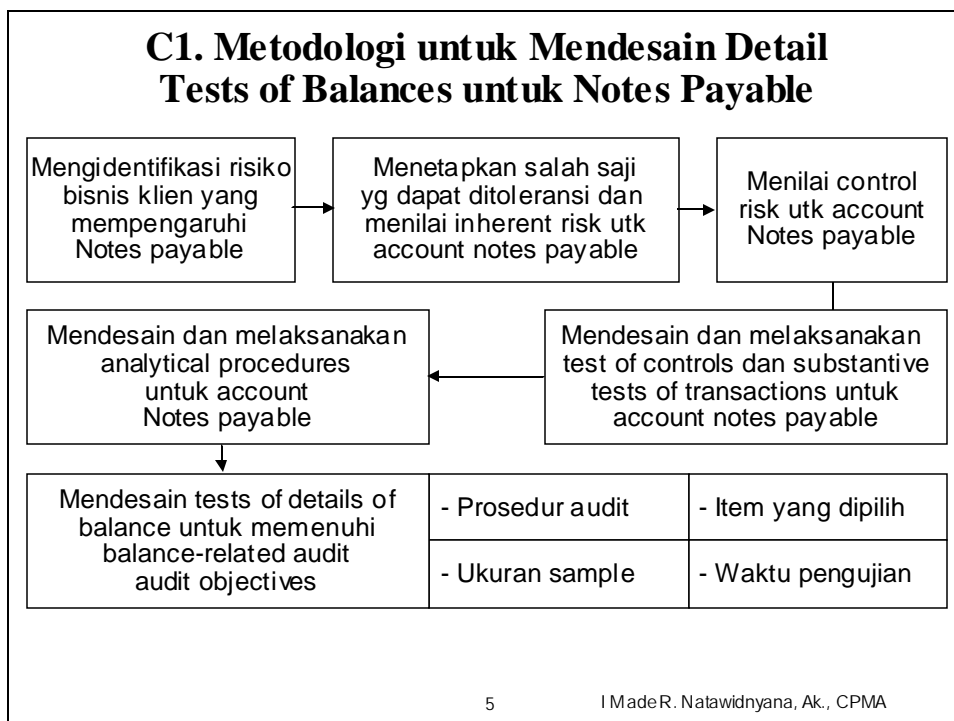 C1. Metodologi untuk Mendesain Detail
Tests of Balances untuk Notes Payable
Mengidentifikasi risiko
bisnis klien yang
mempengaruhi
Notes payable
Menetapkan salah saji
yg dapat ditoleransi dan
menilai inherent risk utk
account notes payable
Menilai control
risk utk account
Notes payable
Mendesain dan melaksanakan
test of controls dan substantive
tests of transactions untuk
account notes payable
Mendesain dan melaksanakan
analytical procedures
untuk account
Notes payable
Mendesain tests of details of
balance untuk memenuhi
balance-related audit
audit objectives
- Prosedur audit
- Item yang dipilih
- Ukuran sample
- Waktu pengujian
5
I Made R. Natawidnyana, Ak., CPMA